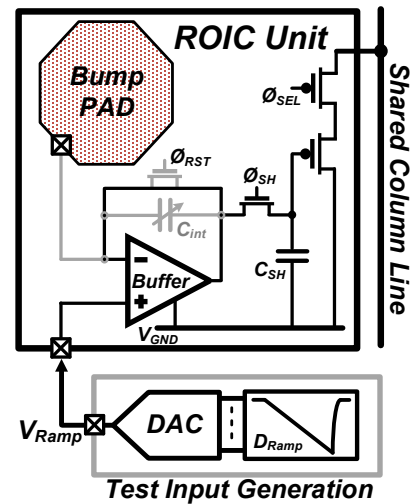 ROIC Unit
Bump
PAD
ØSEL
ØRST
ØSH
Cint
CSH
Buffer
VGND
Shared Column Line
VRamp
DAC
DRamp
Test Input Generation